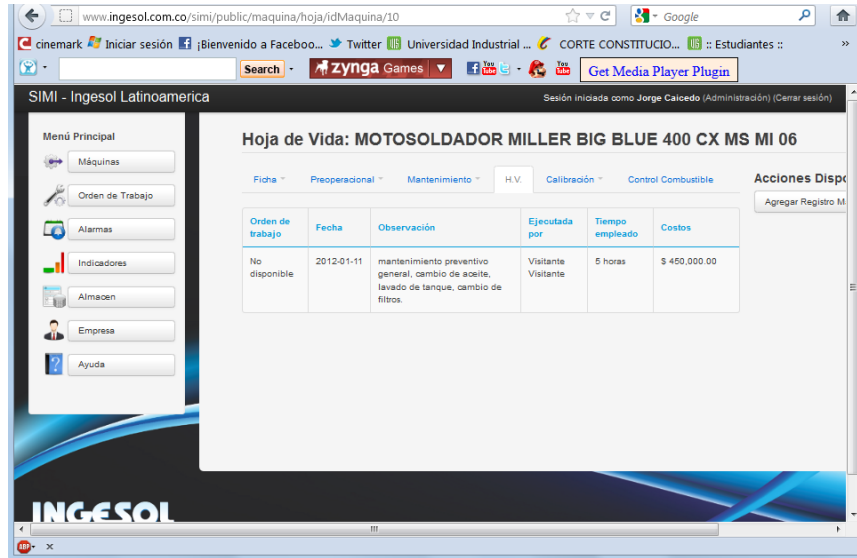 www.ingesol.com.co/simi/public/maquina/hoja/idMaquina/10
Google
cinemark Iniciar sesión ¡Bienvenido a Faceboo... Twitter Universidad Industrial ... CORTE CONSTITUCIO... :: Estudiantes :: »
Search zynga Games You Tube You Tube Get Media Player Plugin
SIMI - Ingesol Latinoamerica
Sesión iniciada como Jorge Caicedo (Administración) (Cerrar sesión)
Menú Principal
Máquinas
Orden de Trabajo
Alarmas
Indicadores
Almacen
Empresa
Ayuda
Hoja de Vida: MOTOSOLDADOR MILLER BIG BLUE 400 CX MS MI 06
Ficha Preoperacional Mantenimiento H.V. Calibración Control Combustible
Acciones Dispo
Agregar Registro M
Orden de trabajo Fecha Observación Ejecutada por Tiempo empleado Costos
No disponible 2012-01-11 mantenimiento preventivo
general, cambio de aceite,
lavado de tanque, cambio de
filtros.
Visitante Visitante 5 horas $ 450,000.00
INGESOL
ABP x